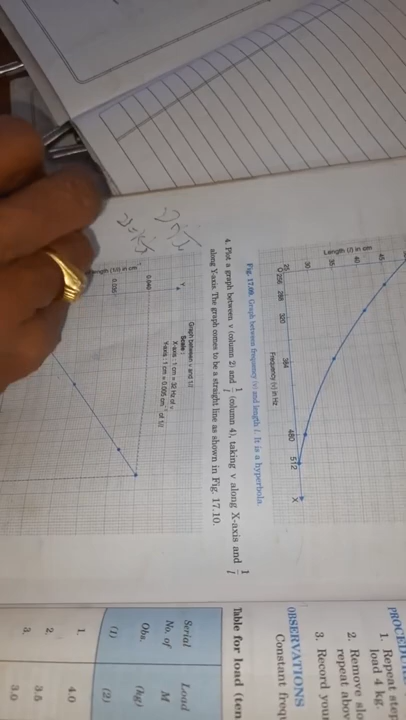 Length (l) in cm
45
40
35
30
25
O 256 288 320 384 480 512 X
Frequency (ν) in Hz
Fig. 17.09. Graph between frequency (ν) and length l. It is a hyperbola.
4. Plot a graph between ν (column 2) and 1/l (column 4), taking ν along X-axis and 1/l
along Y-axis. The graph comes to be a straight line as shown in Fig. 17.10.
Graph between ν and 1/l
Scale :
X-axis : 1 cm = 32 Hz of ν
Y-axis : 1 cm = 0.005 cm⁻¹ of 1/l
Y
0.040
(1/l) in cm
PROCEDURE
1. Repeat step
load 4 kg.
2. Remove slo
repeat abov
3. Record your
OBSERVATIONS
Constant freq
Table for load (ten
Serial
No. of
Obs.
(1)
Load
M
(kg)
(2)
1. 4.0
2. 3.5
3. 3.0